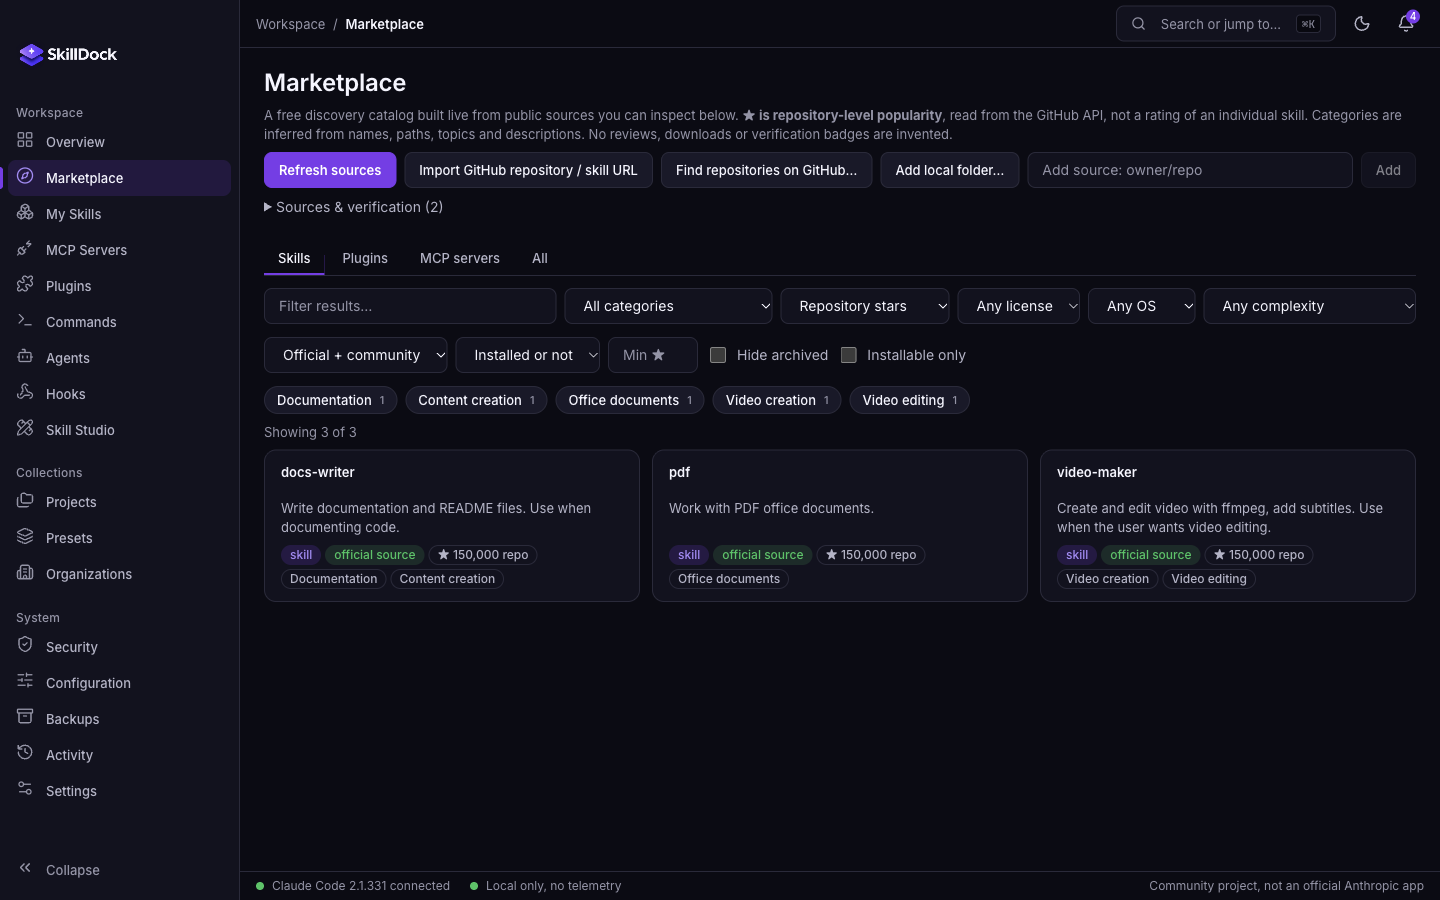 SkillDock
Workspace
Overview
Marketplace
My Skills
MCP Servers
Plugins
Commands
Agents
Hooks
Skill Studio
Collections
Projects
Presets
Organizations
System
Security
Configuration
Backups
Activity
Settings
Collapse
Workspace / Marketplace
Search or jump to... ⌘K
4
Marketplace
A free discovery catalog built live from public sources you can inspect below. ★ is repository-level popularity, read from the GitHub API, not a rating of an individual skill. Categories are
inferred from names, paths, topics and descriptions. No reviews, downloads or verification badges are invented.
Refresh sources Import GitHub repository / skill URL Find repositories on GitHub... Add local folder... Add source: owner/repo Add
▶ Sources & verification (2)
Skills Plugins MCP servers All
Filter results... All categories Repository stars Any license Any OS Any complexity
Official + community Installed or not Min ★ Hide archived Installable only
Documentation 1 Content creation 1 Office documents 1 Video creation 1 Video editing 1
Showing 3 of 3
docs-writer
Write documentation and README files. Use when
documenting code.
skill official source ★ 150,000 repo
Documentation Content creation
pdf
Work with PDF office documents.
skill official source ★ 150,000 repo
Office documents
video-maker
Create and edit video with ffmpeg, add subtitles. Use
when the user wants video editing.
skill official source ★ 150,000 repo
Video creation Video editing
Claude Code 2.1.331 connected Local only, no telemetry Community project, not an official Anthropic app